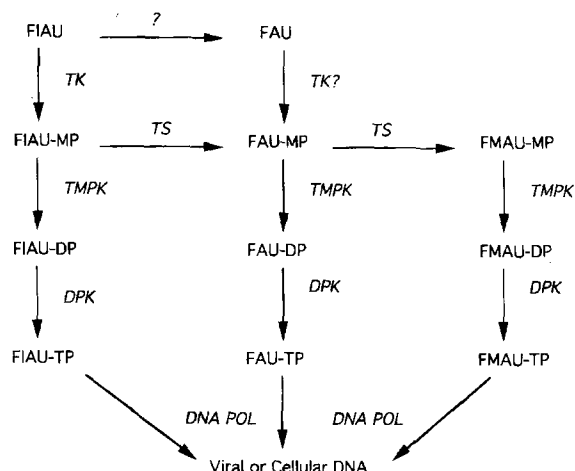 ?
FIAU FAU
TK TK?
TS TS
FIAU-MP FAU-MP FMAU-MP
TMPK TMPK TMPK
FIAU-DP FAU-DP FMAU-DP
DPK DPK DPK
FIAU-TP FAU-TP FMAU-TP
DNA POL DNA POL
Viral or Cellular DNA